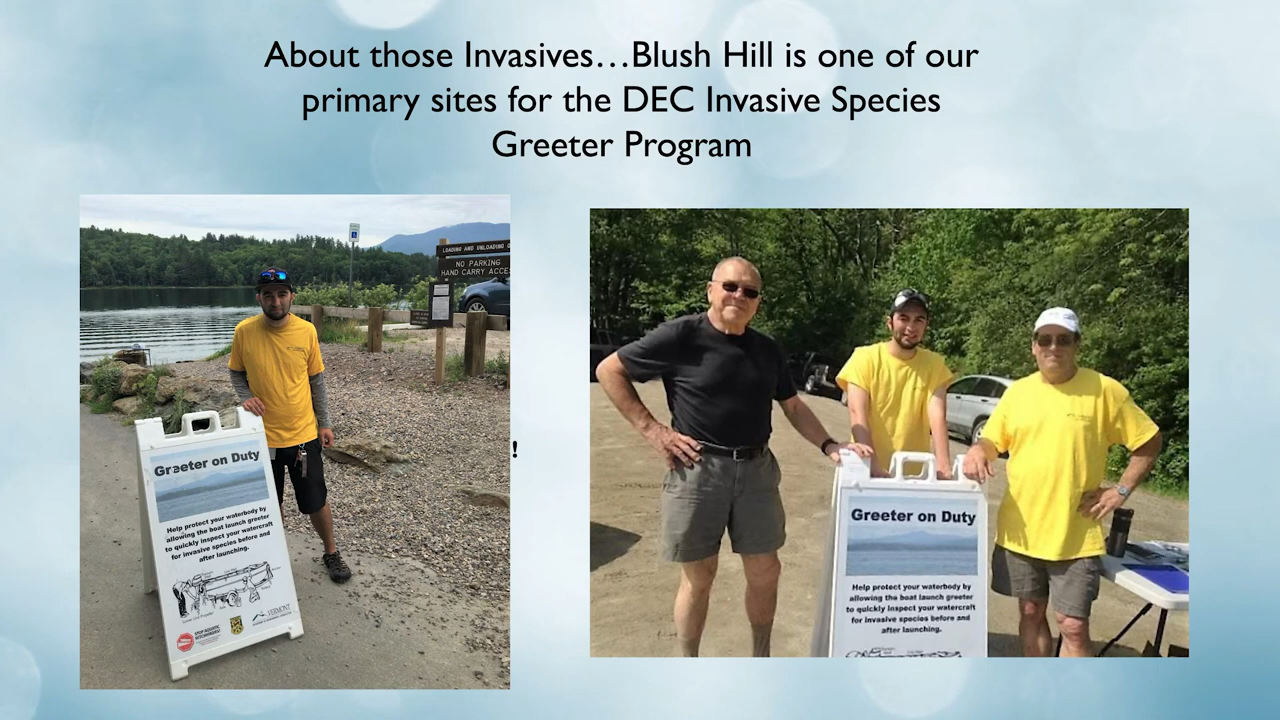 About those Invasives…Blush Hill is one of our
primary sites for the DEC Invasive Species
Greeter Program
LOADING AND UNLOADING O
NO PARKING
HAND CARRY ACCE
!
Greeter on Duty
Help protect your waterbody by
allowing the boat launch greeter
to quickly inspect your watercraft
for invasive species before and
after launching.
VERMONT
STOP AQUATIC
HITCHHIKERS!
Greeter on Duty
Help protect your waterbody by
allowing the boat launch greeter
to quickly inspect your watercraft
for invasive species before and
after launching.